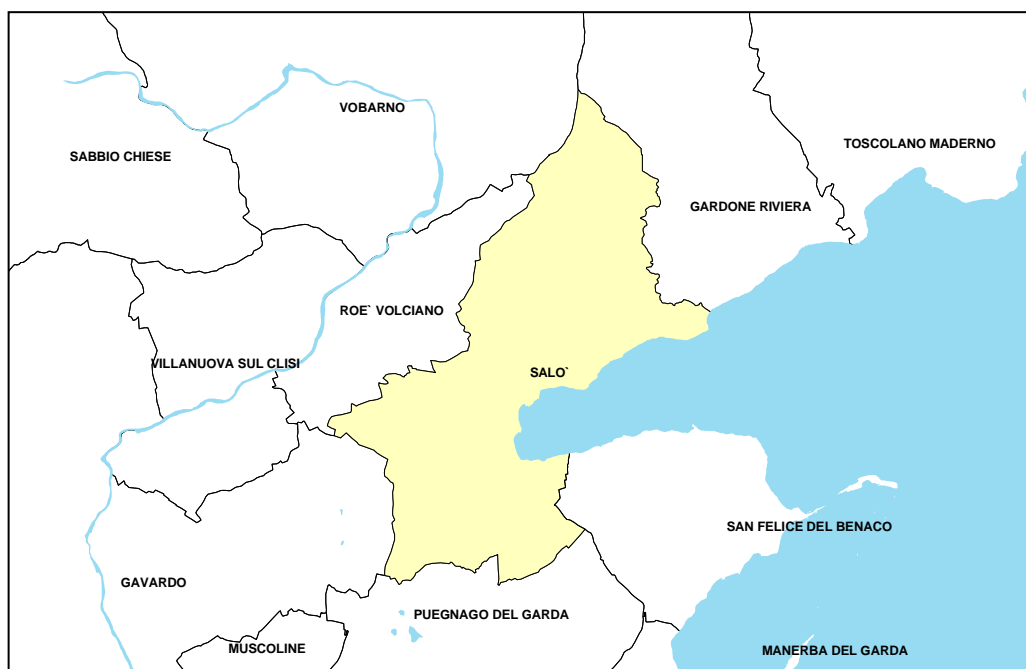 VOBARNO
TOSCOLANO MADERNO
SABBIO CHIESE
GARDONE RIVIERA
ROE` VOLCIANO
VILLANUOVA SUL CLISI
SALO`
SAN FELICE DEL BENACO
GAVARDO
PUEGNAGO DEL GARDA
MUSCOLINE
MANERBA DEL GARDA